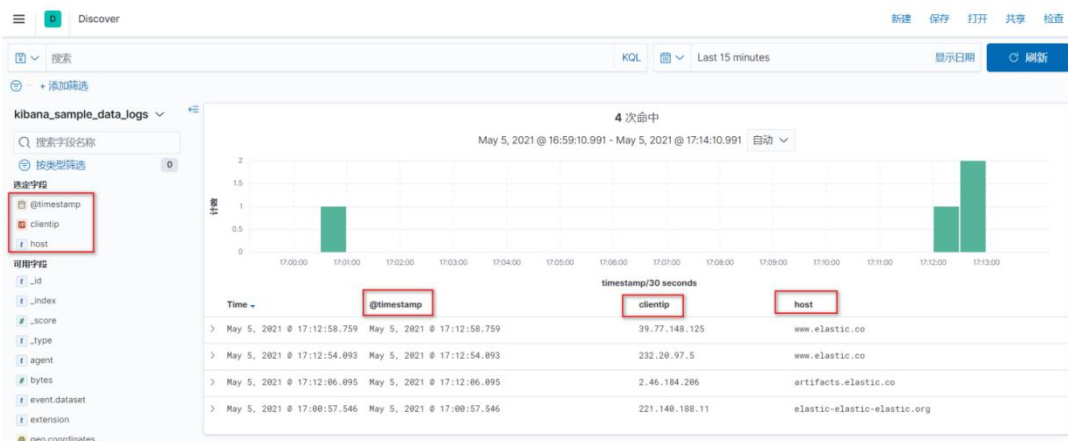 D Discover 新建 保存 打开 共享 检查
搜索 KQL Last 15 minutes 显示日期 刷新
+ 添加筛选
kibana_sample_data_logs
搜索字段名称
按类型筛选 0
选定字段
@timestamp
clientip
t host
可用字段
t _id
t _index
# _score
t _type
t agent
# bytes
t event.dataset
t extension
geo.coordinates
4 次命中
May 5, 2021 @ 16:59:10.991 - May 5, 2021 @ 17:14:10.991 自动
计数
2
1.5
1
0.5
0
17:00:00 17:01:00 17:02:00 17:03:00 17:04:00 17:05:00 17:06:00 17:07:00 17:08:00 17:09:00 17:10:00 17:11:00 17:12:00 17:13:00
timestamp/30 seconds
Time @timestamp clientip host
May 5, 2021 @ 17:12:58.759 May 5, 2021 @ 17:12:58.759 39.77.148.125 www.elastic.co
May 5, 2021 @ 17:12:54.093 May 5, 2021 @ 17:12:54.093 232.20.97.5 www.elastic.co
May 5, 2021 @ 17:12:06.095 May 5, 2021 @ 17:12:06.095 2.46.184.206 artifacts.elastic.co
May 5, 2021 @ 17:00:57.546 May 5, 2021 @ 17:00:57.546 221.140.188.11 elastic-elastic-elastic.org